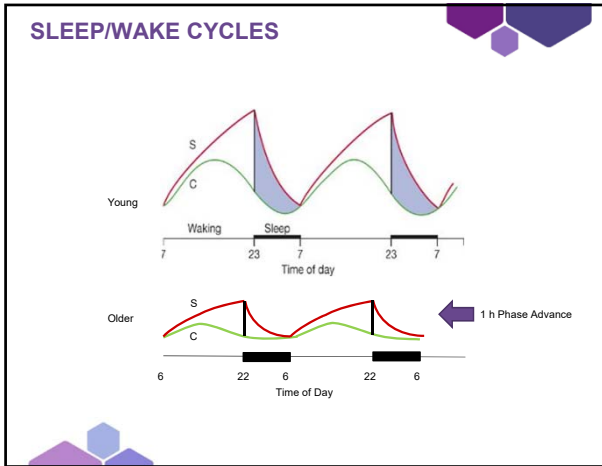 SLEEP/WAKE CYCLES
S
C
Young
Waking Sleep
7 23 7 23 7
Time of day
S
Older
1 h Phase Advance
C
6 22 6 22 6
Time of Day